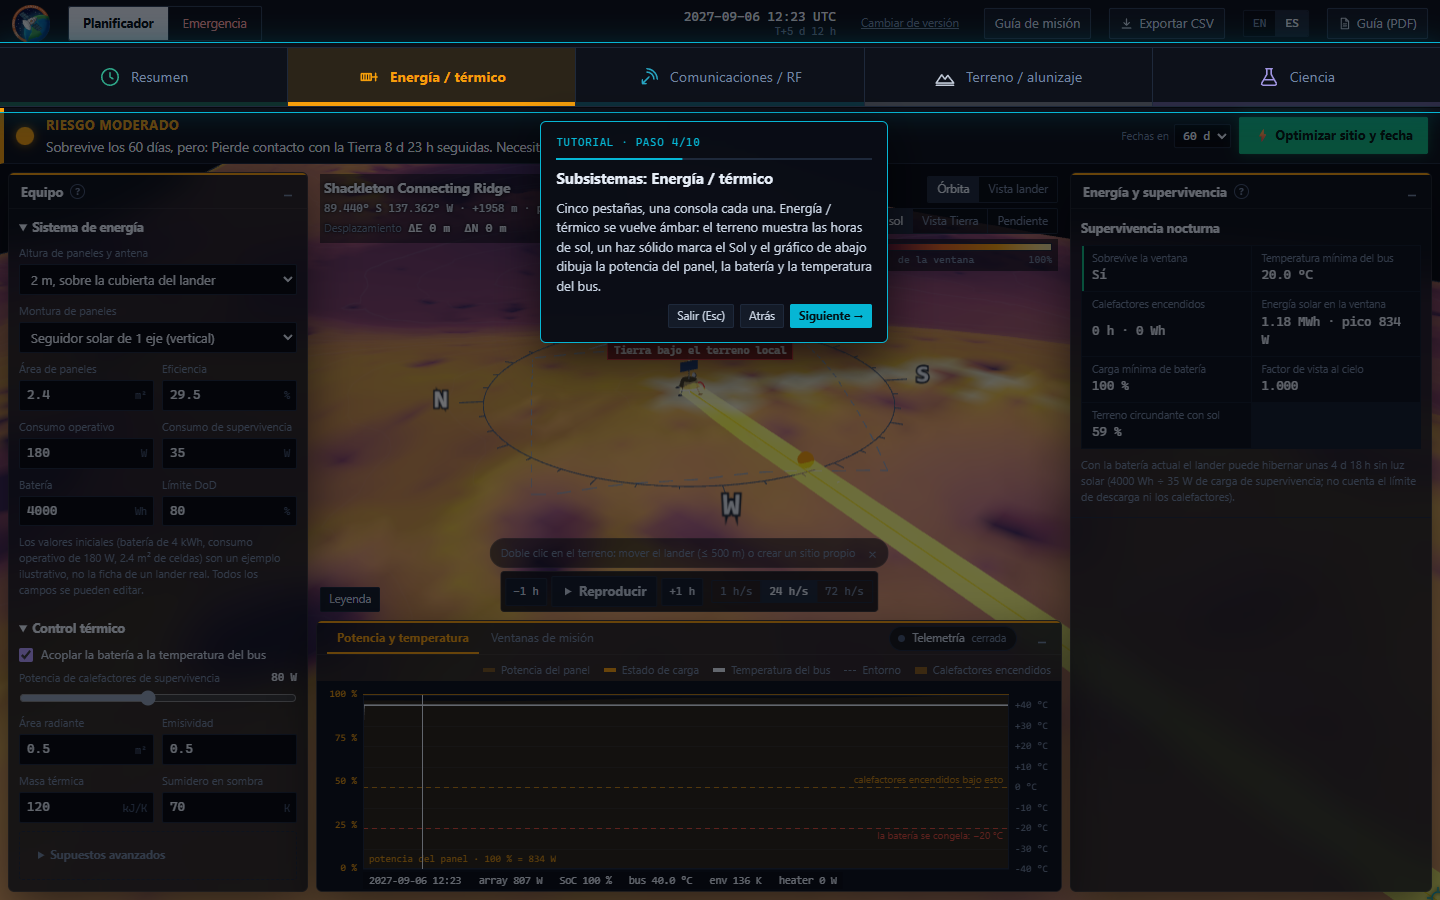 Planificador
Emergencia
2027-09-06 12:23 UTC
T+5 d 12 h
Cambiar de versión
Guía de misión
Exportar CSV
EN
ES
Guía (PDF)
Resumen
Energía / térmico
Comunicaciones / RF
Terreno / alunizaje
Ciencia
RIESGO MODERADO
Sobrevive los 60 días, pero: Pierde contacto con la Tierra 8 d 23 h seguidas. Necesit
Fechas en
60 d
Optimizar sitio y fecha
TUTORIAL · PASO 4/10
Subsistemas: Energía / térmico
Cinco pestañas, una consola cada una. Energía /
térmico se vuelve ámbar: el terreno muestra las horas
de sol, un haz sólido marca el Sol y el gráfico de abajo
dibuja la potencia del panel, la batería y la temperatura
del bus.
Salir (Esc)
Atrás
Siguiente →
Equipo ?
Sistema de energía
Altura de paneles y antena
2 m, sobre la cubierta del lander
Montura de paneles
Seguidor solar de 1 eje (vertical)
Área de paneles
Eficiencia
2.4 m²
29.5 %
Consumo operativo
Consumo de supervivencia
180 W
35 W
Batería
Límite DoD
4000 Wh
80 %
Los valores iniciales (batería de 4 kWh, consumo
operativo de 180 W, 2.4 m² de celdas) son un ejemplo
ilustrativo, no la ficha de un lander real. Todos los
campos se pueden editar.
Control térmico
Acoplar la batería a la temperatura del bus
Potencia de calefactores de supervivencia
80 W
Área radiante
Emisividad
0.5 m²
0.5
Masa térmica
Sumidero en sombra
120 kJ/K
70 K
Supuestos avanzados
Shackleton Connecting Ridge
89.440° S 137.362° W · +1958 m ·
Desplazamiento ΔE 0 m ΔN 0 m
Órbita
Vista lander
sol
Vista Tierra
Pendiente
de la ventana
100%
Tierra bajo el terreno local
N
S
W
Doble clic en el terreno: mover el lander (≤ 500 m) o crear un sitio propio ×
Leyenda
−1 h
Reproducir
+1 h
1 h/s
24 h/s
72 h/s
Potencia y temperatura
Ventanas de misión
Telemetría cerrada
Potencia del panel
Estado de carga
Temperatura del bus
Entorno
Calefactores encendidos
100 %
75 %
50 %
25 %
0 %
+40 °C
+30 °C
+20 °C
+10 °C
0 °C
-10 °C
-20 °C
-30 °C
-40 °C
calefactores encendidos bajo esto
la batería se congela: −20 °C
potencia del panel · 100 % = 834 W
2027-09-06 12:23 array 807 W SoC 100 % bus 40.0 °C env 136 K heater 0 W
Energía y supervivencia ?
Supervivencia nocturna
Sobrevive la ventana
Sí
Temperatura mínima del bus
20.0 °C
Calefactores encendidos
0 h · 0 Wh
Energía solar en la ventana
1.18 MWh · pico 834
W
Carga mínima de batería
100 %
Factor de vista al cielo
1.000
Terreno circundante con sol
59 %
Con la batería actual el lander puede hibernar unas 4 d 18 h sin luz
solar (4000 Wh ÷ 35 W de carga de supervivencia; no cuenta el límite
de descarga ni los calefactores).